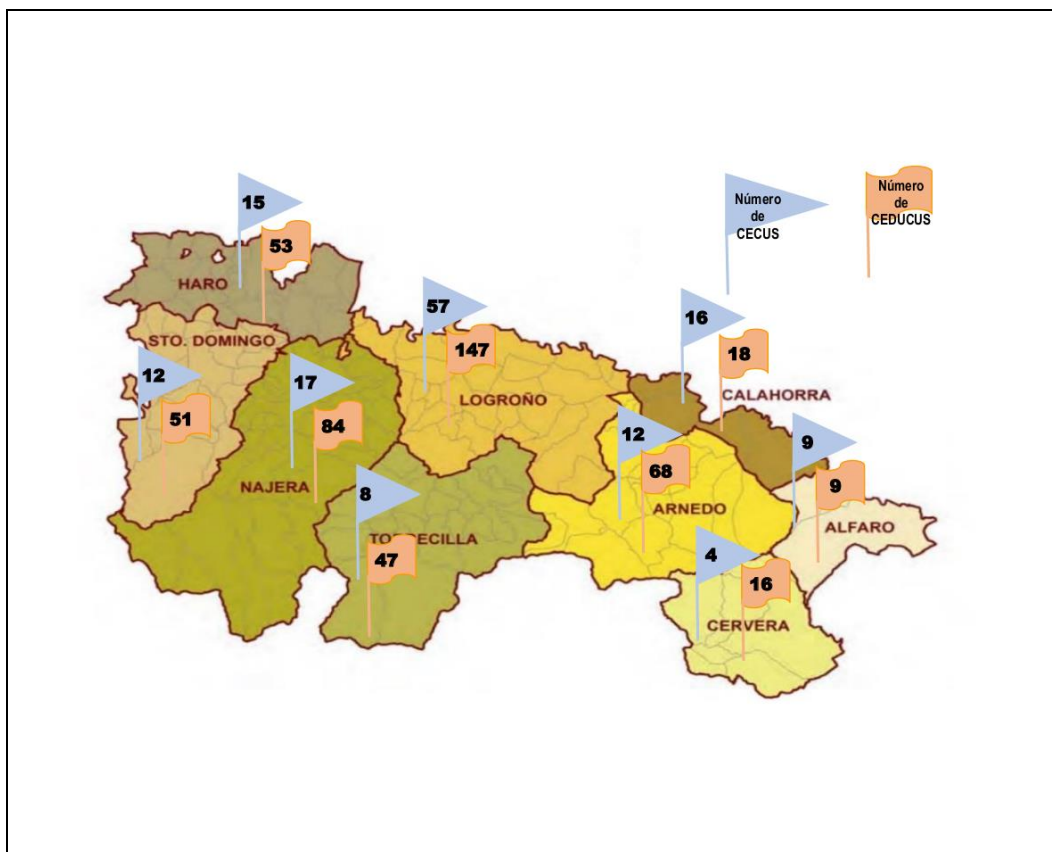 15
Número
de
CECUS
Número
de
CEDUCUS
53
HARO
57
16
STO. DOMINGO
147
18
12
17
CALAHORRA
LOGROÑO
51
84
12
9
68
NAJERA
8
9
ARNEDO
ALFARO
47
4
16
CERVERA